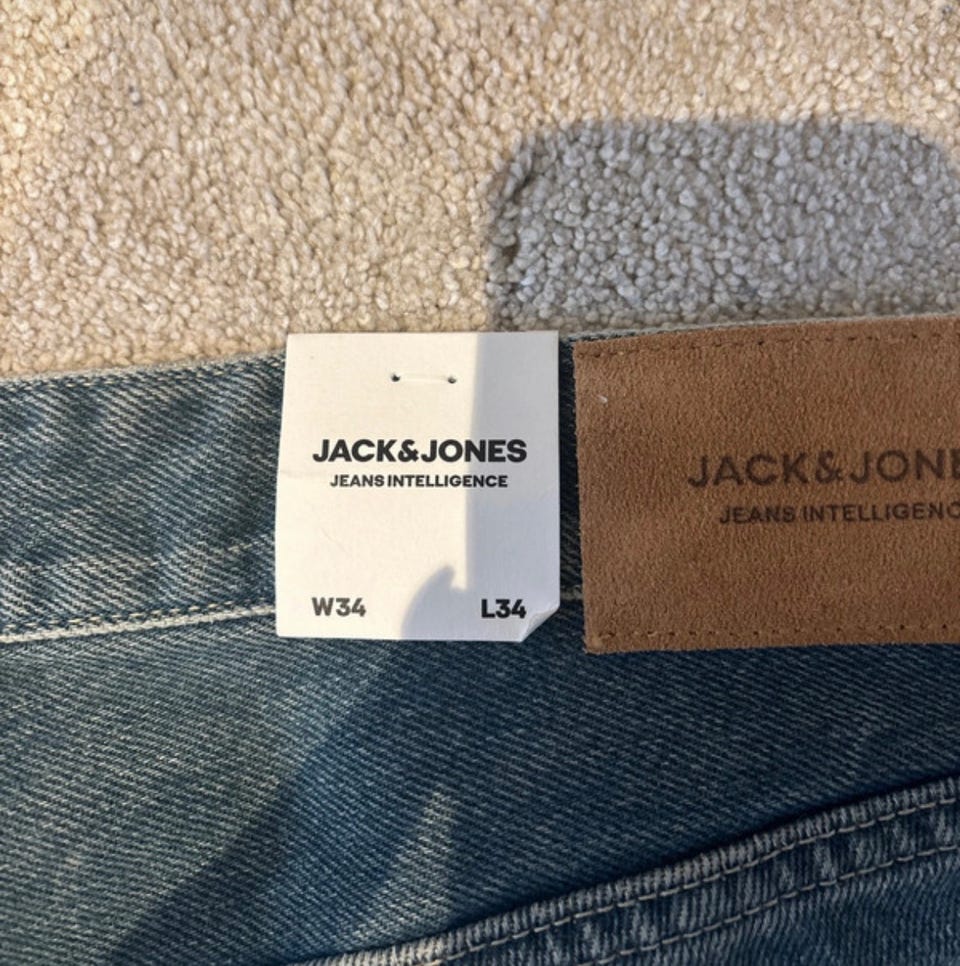 JACK&JONES
JEANS INTELLIGENCE
W34 L34
JACK&JONE
JEANS INTELLIGENC